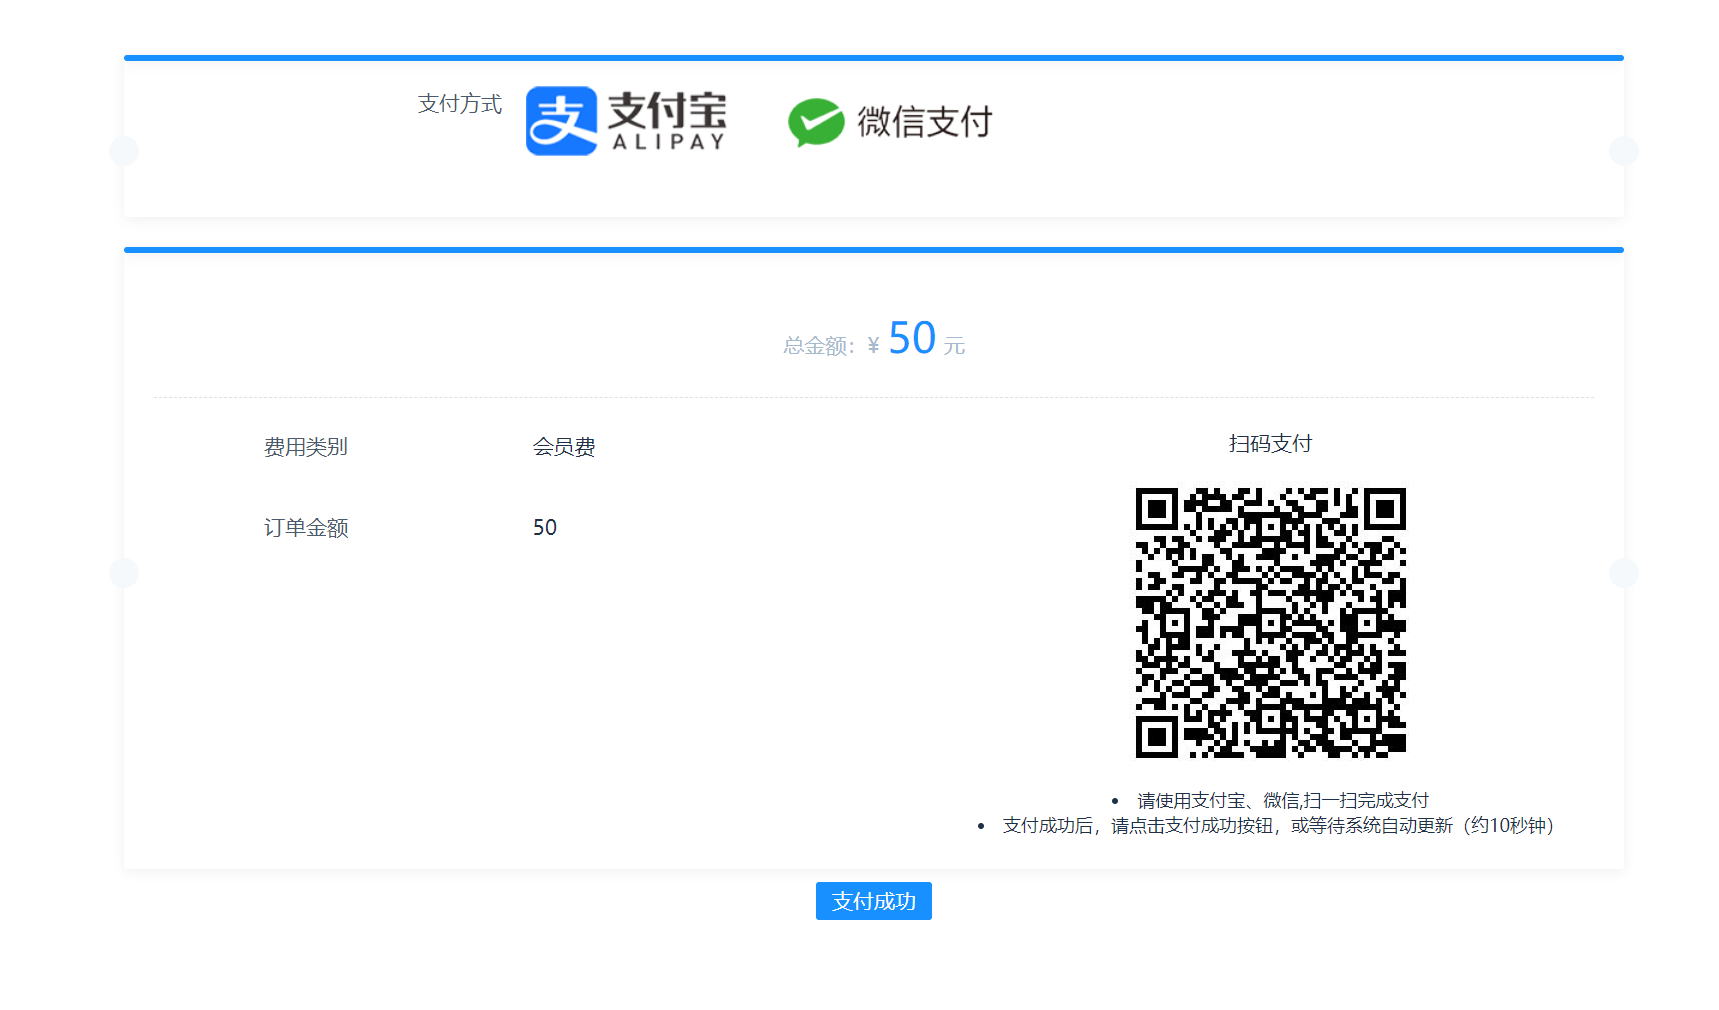 支付方式
支付宝
ALIPAY
微信支付
总金额：¥ 50 元
费用类别
会员费
扫码支付
订单金额
50
请使用支付宝、微信,扫一扫完成支付
支付成功后，请点击支付成功按钮，或等待系统自动更新（约10秒钟）
支付成功